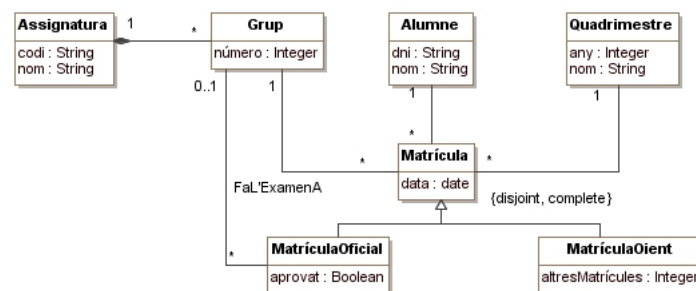 Assignatura
codi : String
nom : String
1
*
Grup
número : Integer
Alumne
dni : String
nom : String
Quadrimestre
any : Integer
nom : String
0..1
1
1
1
*
*
*
Matrícula
data : date
FaL'ExamenA
{disjoint, complete}
*
MatrículaOficial
aprovat : Boolean
MatrículaOient
altresMatrícules : Integer